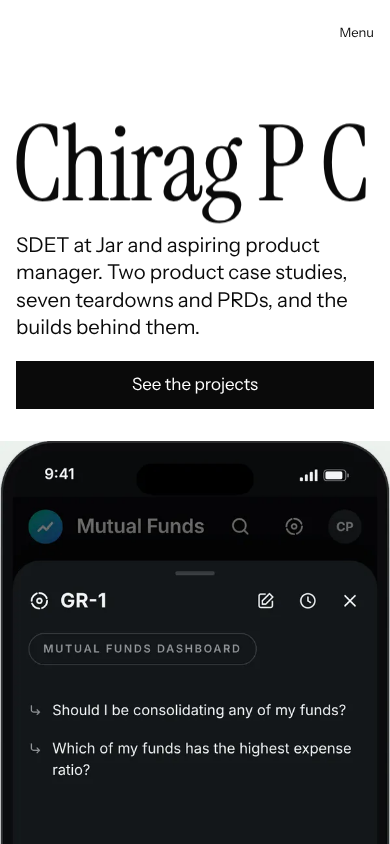 Menu
Chirag P C
SDET at Jar and aspiring product
manager. Two product case studies,
seven teardowns and PRDs, and the
builds behind them.
See the projects
9:41
Mutual Funds
CP
GR-1
MUTUAL FUNDS DASHBOARD
Should I be consolidating any of my funds?
Which of my funds has the highest expense
ratio?